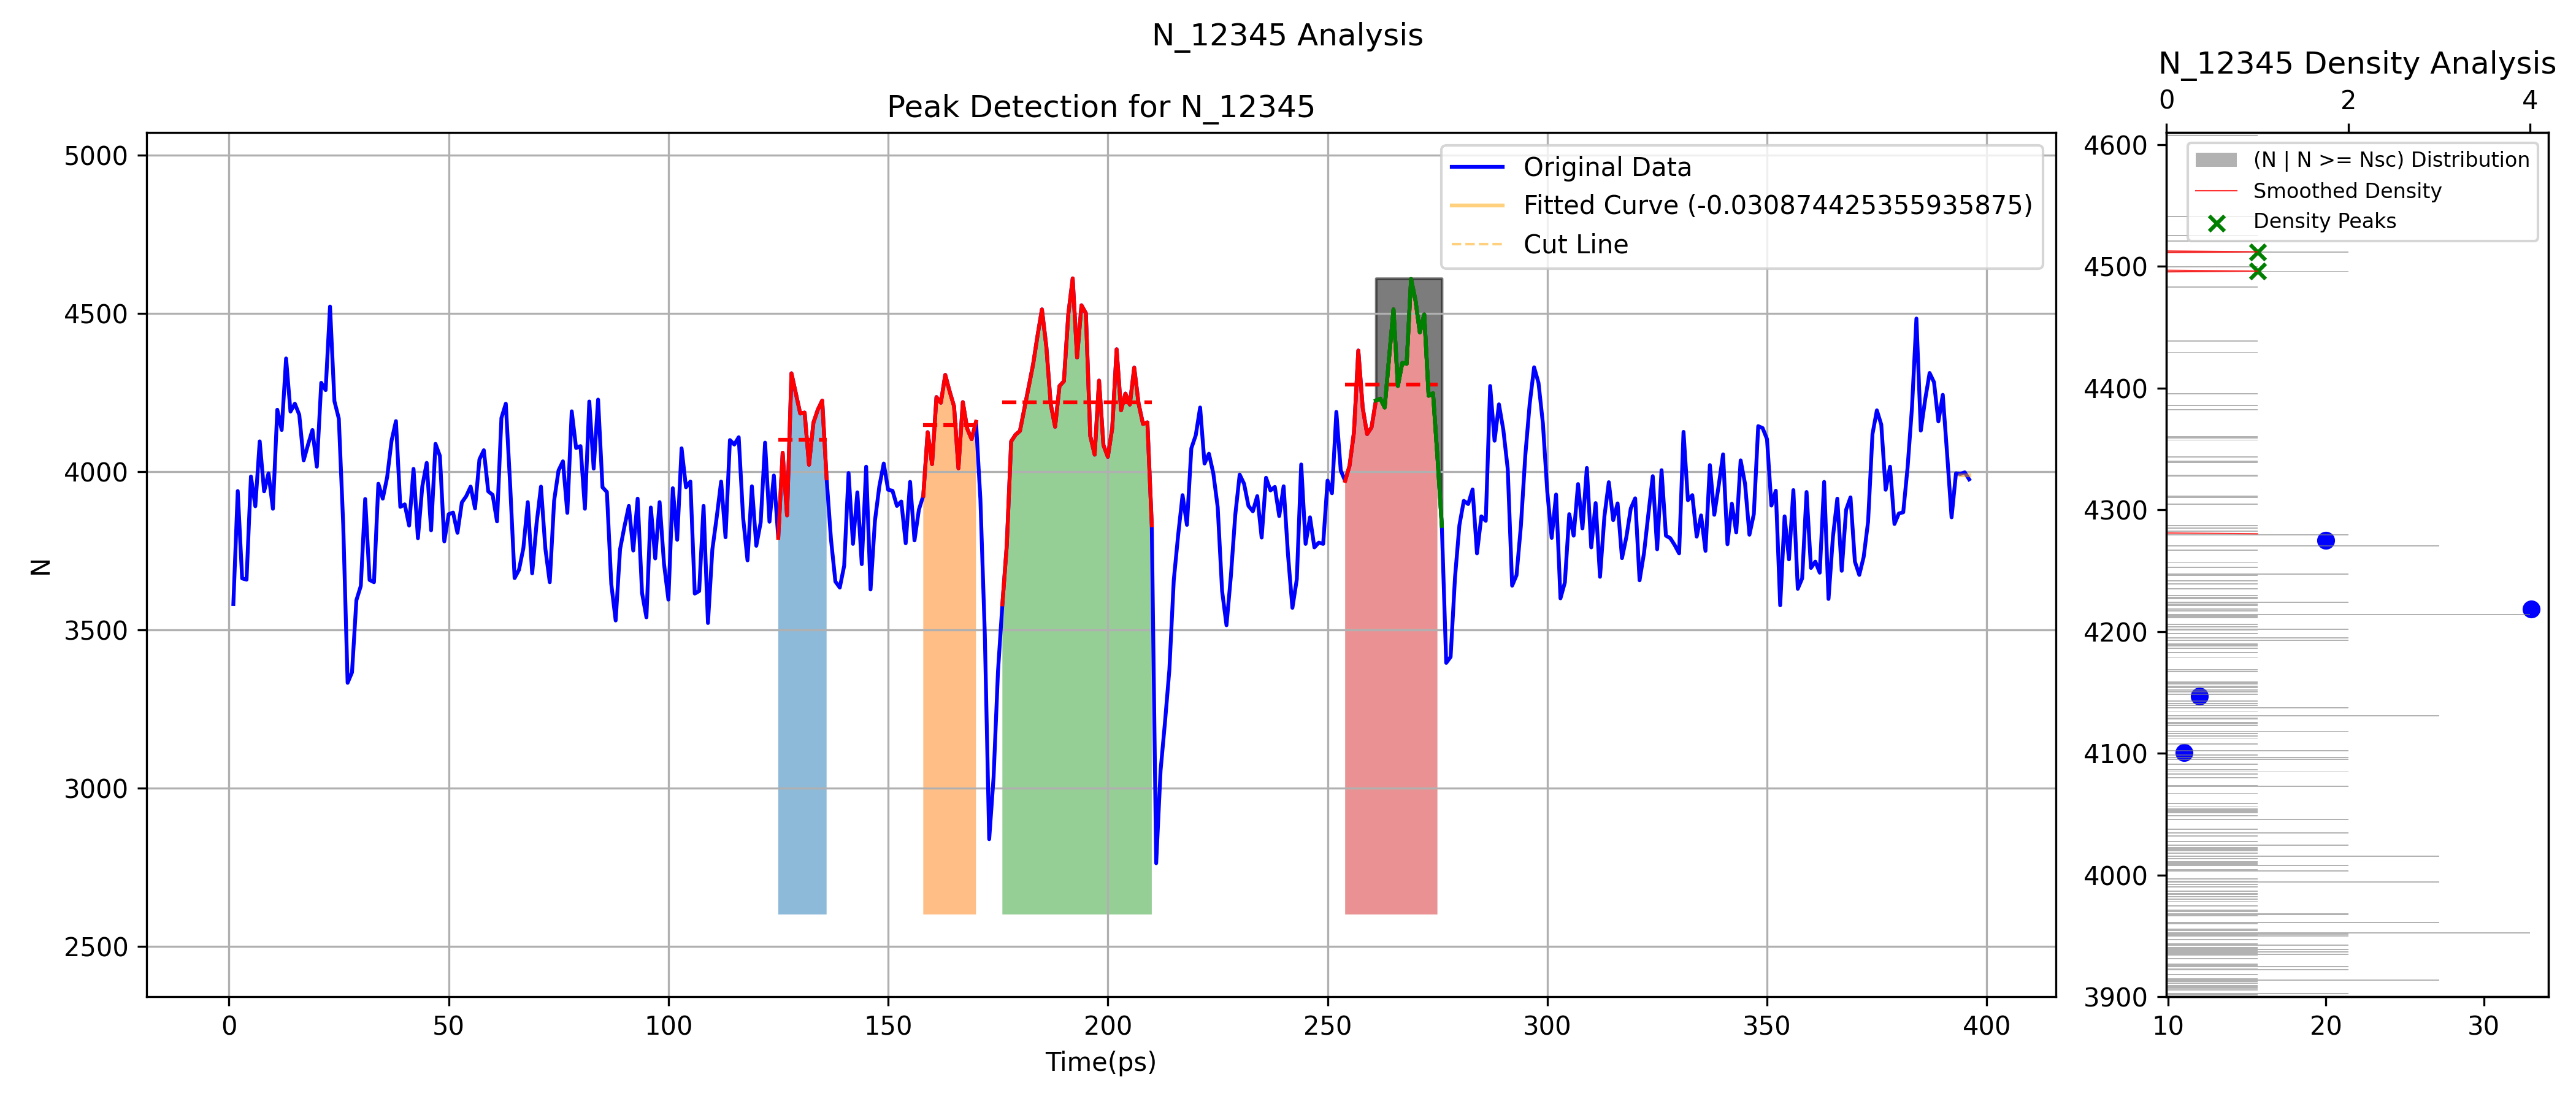 N_12345 Analysis
Peak Detection for N_12345
5000
4500
4000
3500
3000
2500
N
0
50
100
150
200
250
300
350
400
Time(ps)
Original Data
Fitted Curve (-0.030874425355935875)
Cut Line
N_12345 Density Analysis
0
2
4
4600
4500
4400
4300
4200
4100
4000
3900
10
20
30
(N | N >= Nsc) Distribution
Smoothed Density
Density Peaks